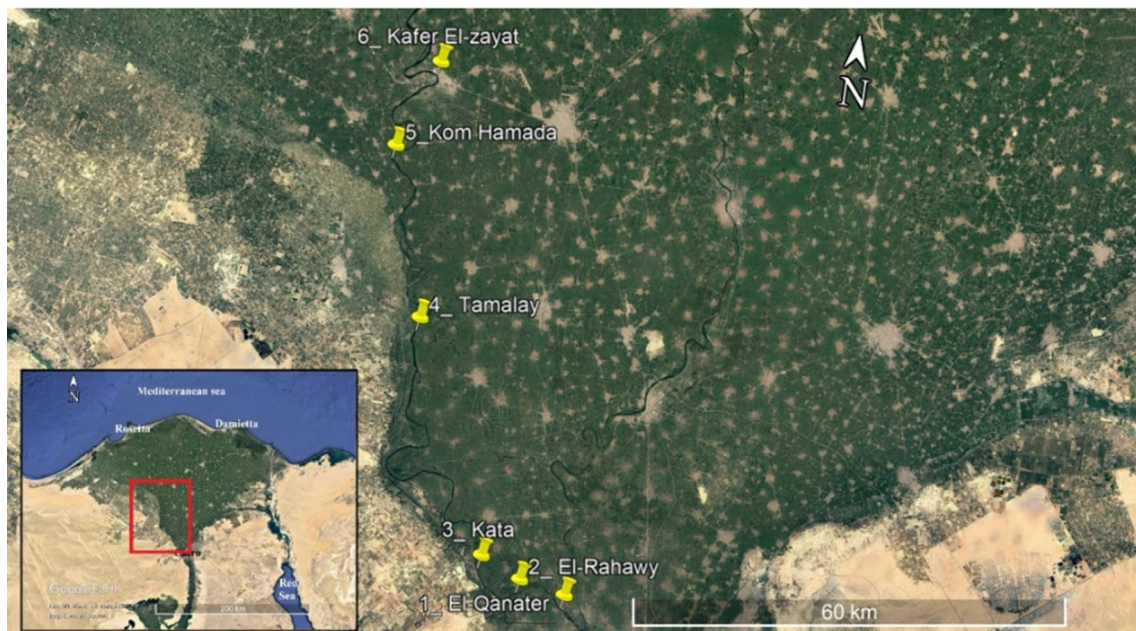 6_ Kafer El-zayat
N
5_Kom Hamada
4_ Tamalay
N
Mediterranean sea
Rosetta
Damietta
3_ Kata
2_ El-Rahawy
1_ El-Qanater
60 km
Google Earth
Red
Sea
200 km